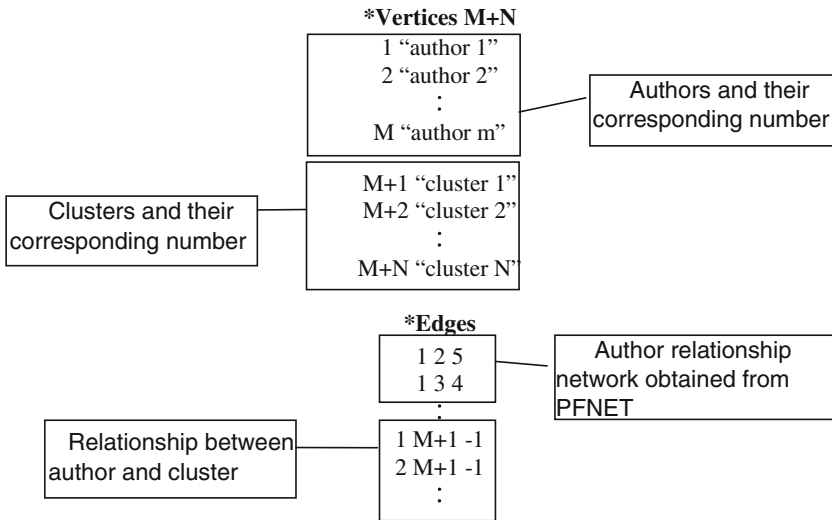 *Vertices M+N
1 “author 1”
2 “author 2”
:
M “author m”
Authors and their
corresponding number
M+1 “cluster 1”
M+2 “cluster 2”
:
M+N “cluster N”
Clusters and their
corresponding number
*Edges
1 2 5
1 3 4
:
Author relationship
network obtained from
PFNET
1 M+1 -1
2 M+1 -1
:
Relationship between
author and cluster